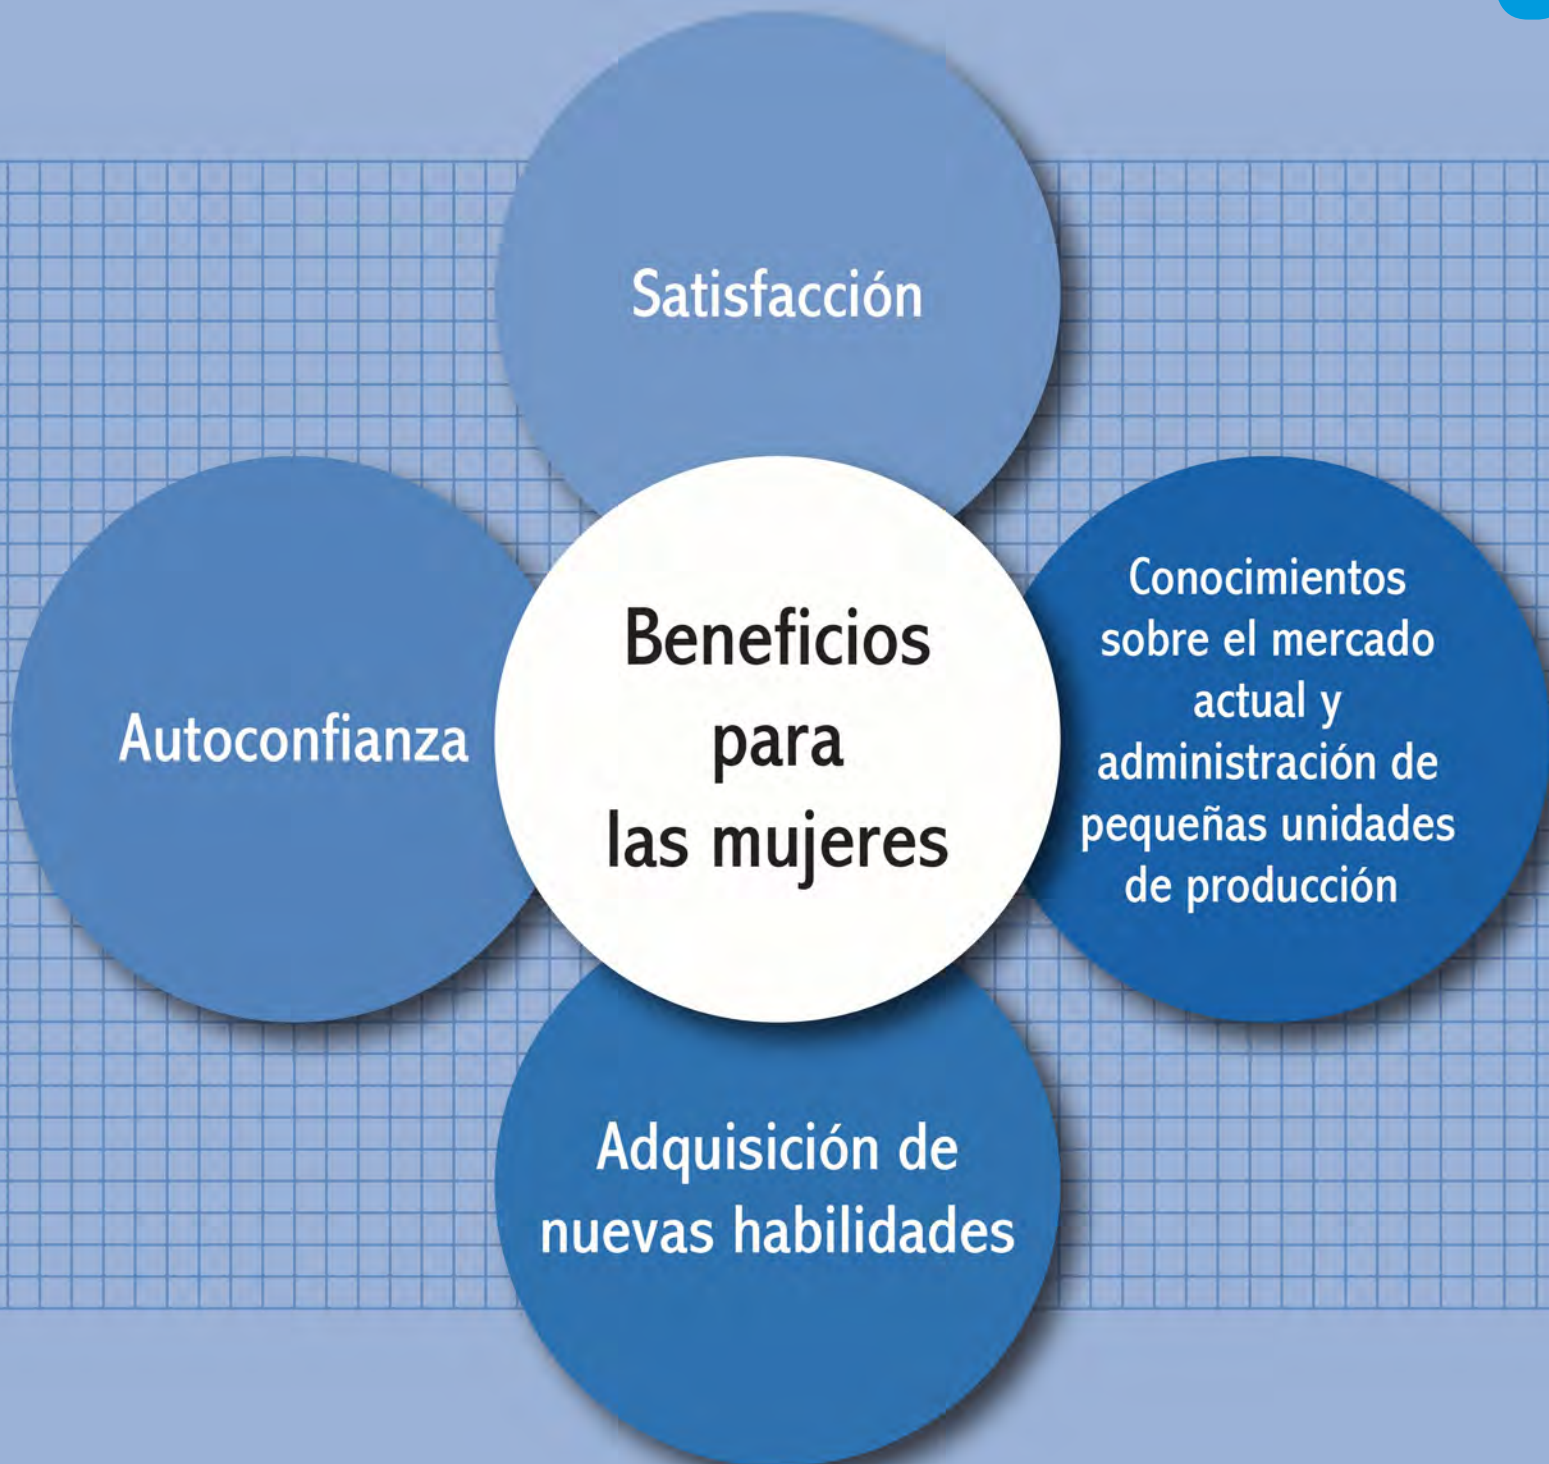 Satisfacción
Autoconfianza
Beneficios
para
las mujeres
Conocimientos
sobre el mercado
actual y
administración de
pequeñas unidades
de producción
Adquisición de
nuevas habilidades